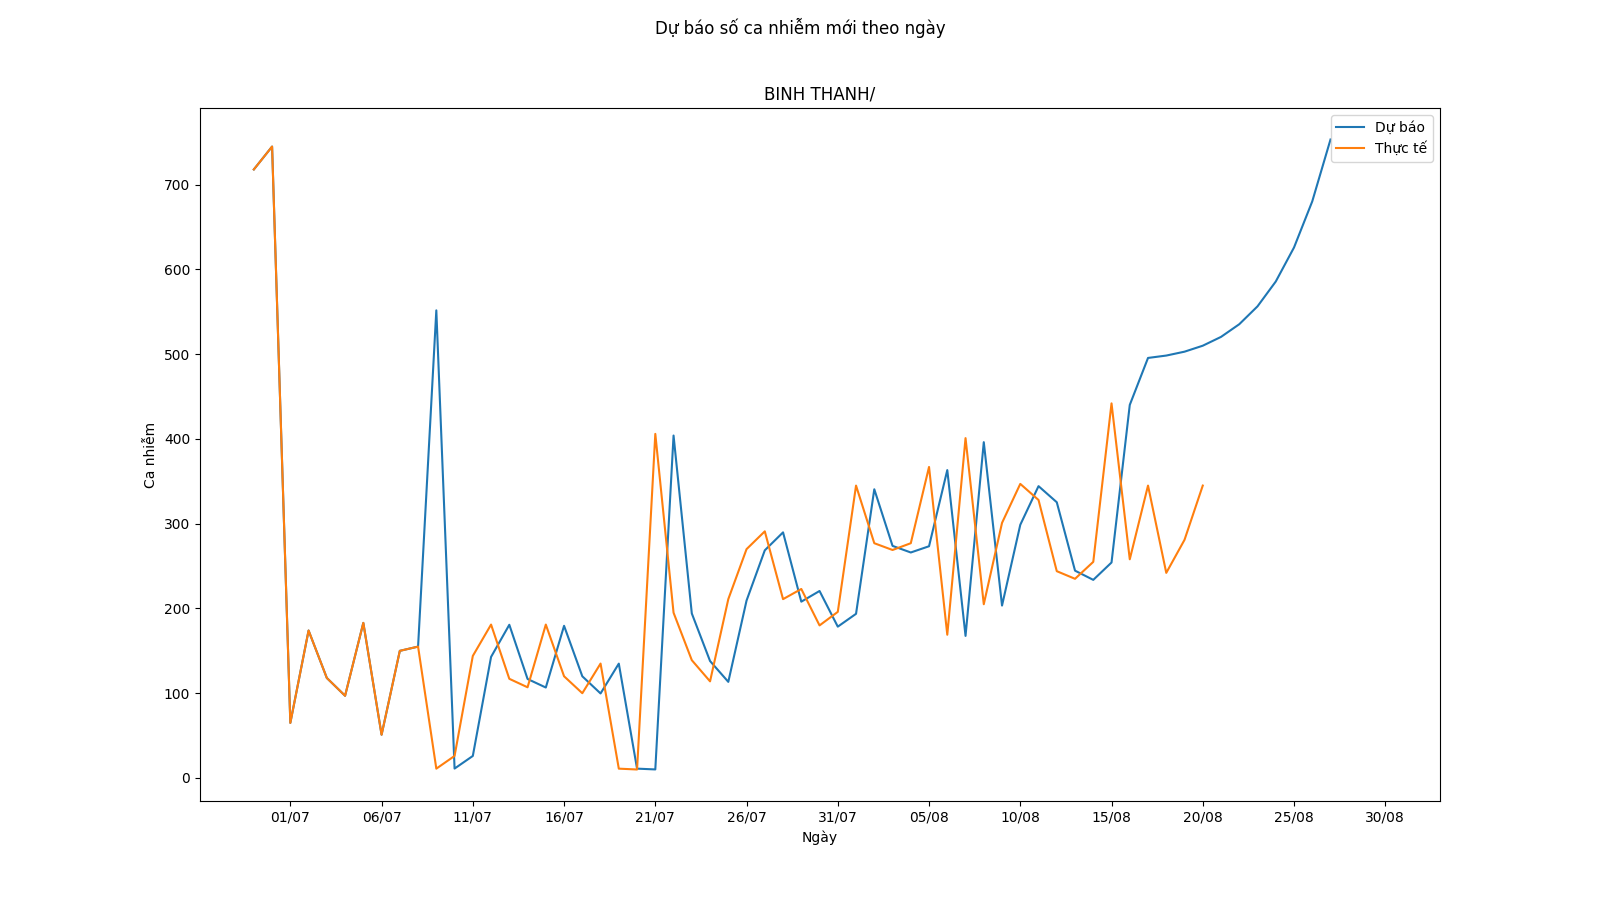 Dự báo số ca nhiễm mới theo ngày
BINH THANH/
Dự báo
Thực tế
Ca nhiễm
700
600
500
400
300
200
100
0
01/07 06/07 11/07 16/07 21/07 26/07 31/07 05/08 10/08 15/08 20/08 25/08 30/08
Ngày